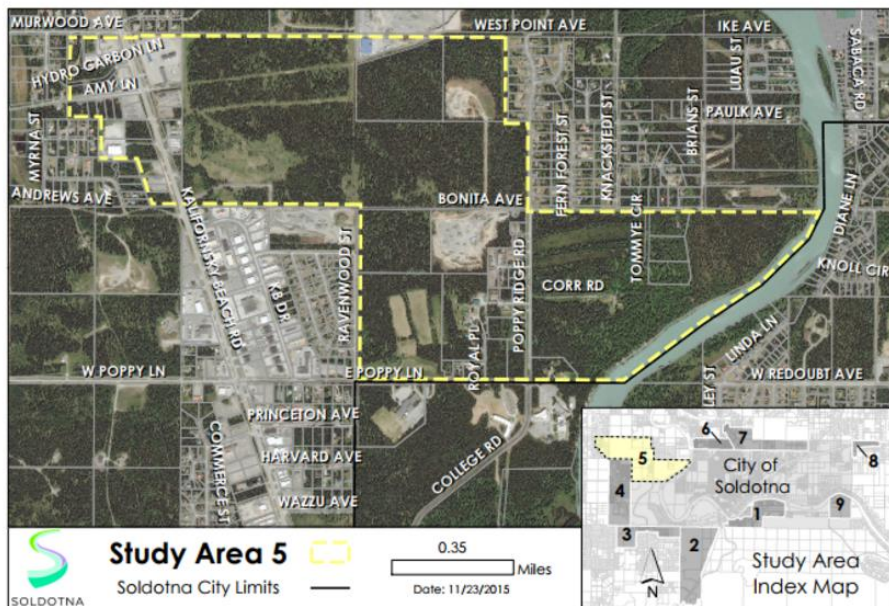 MURWOOD AVE
WEST POINT AVE
IKE AVE
HYDRO CARBON LN
AMY LN
LUAU ST
SABACA RD
PAULK AVE
MYRNA ST
FERN FOREST ST
KNACKSTEDT ST
BRIANS ST
ANDREWS AVE
BONITA AVE
DIANE LN
KALIFORNSKY BEACH RD
KB DR
RAVENWOOD ST
POPPY RIDGE RD
TOMMYE CIR
CORR RD
KNOLL CIR
ROYAL PL
LINDA LN
W POPPY LN
E POPPY LN
LEY ST
W REDOUBT AVE
PRINCETON AVE
COMMERCE ST
HARVARD AVE
COLLEGE RD
WAZZU AVE
6
7
5
City of
Soldotna
8
4
9
1
3
2
N
Study Area
Index Map
SOLDOTNA
Study Area 5
Soldotna City Limits
0.35
Miles
Date: 11/23/2015